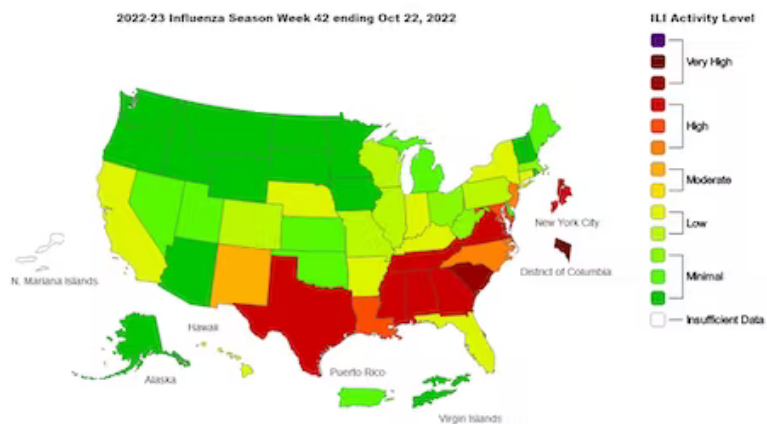 2022-23 Influenza Season Week 42 ending Oct 22, 2022
ILI Activity Level
Very High
High
Moderate
Low
Minimal
Insufficient Data
New York City
District of Columbia
N. Mariana Islands
Hawaii
Alaska
Puerto Rico
Virgin Islands